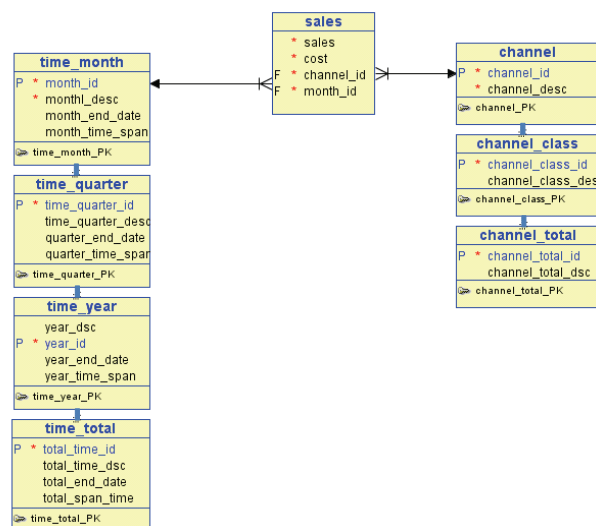 sales
* sales
* cost
F * channel_id
F * month_id
time_month
P * month_id
* monthl_desc
month_end_date
month_time_span
time_month_PK
time_quarter
P * time_quarter_id
time_quarter_desc
quarter_end_date
quarter_time_span
time_quarter_PK
time_year
year_dsc
P * year_id
year_end_date
year_time_span
time_year_PK
time_total
P * total_time_id
total_time_dsc
total_end_date
total_span_time
time_total_PK
channel
P * channel_id
* channel_desc
channel_PK
channel_class
P * channel_class_id
channel_class_des
channel_class_PK
channel_total
P * channel_total_id
channel_total_dsc
channel_total_PK